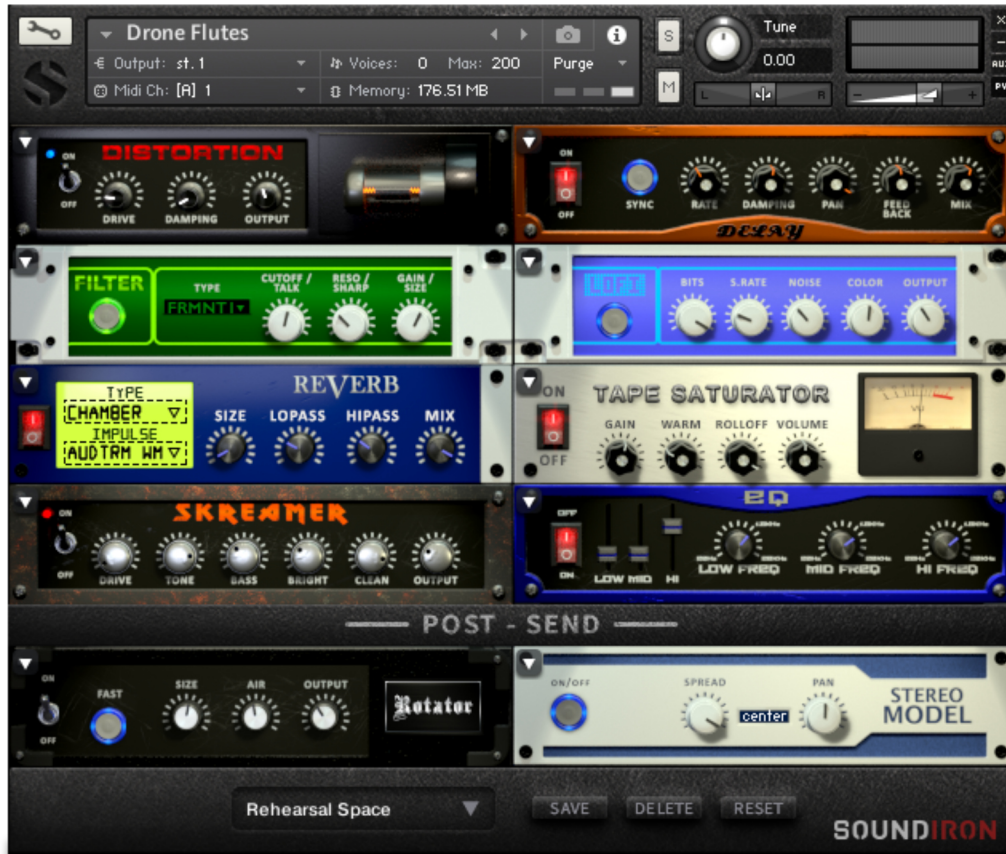 Drone Flutes
Output: st.1
Voices: 0 Max: 200
Purge
Midi Ch: [A] 1
Memory: 176.51 MB
S
M
Tune
0.00
L
R
AUX
PV
DISTORTION
ON
OFF
DRIVE DAMPING OUTPUT
ON
OFF
SYNC RATE DAMPING PAN FEED BACK MIX
DELAY
FILTER
TYPE
FRMNT I
CUTOFF / TALK
RESO / SHARP
GAIN / SIZE
LOFI
BITS S.RATE NOISE COLOR OUTPUT
TYPE
CHAMBER
IMPULSE
AUDTRM WM
REVERB
SIZE LOPASS HIPASS MIX
ON
OFF
TAPE SATURATOR
GAIN WARM ROLLOFF VOLUME
VU
SKREAMER
ON
OFF
DRIVE TONE BASS BRIGHT CLEAN OUTPUT
EQ
OFF
ON
LOW MID HI
LOW FREQ MID FREQ HI FREQ
POST - SEND
ON
OFF
FAST SIZE AIR OUTPUT
Rotator
ON/OFF
SPREAD
center
PAN
STEREO
MODEL
Rehearsal Space
SAVE DELETE RESET
SOUNDIRON